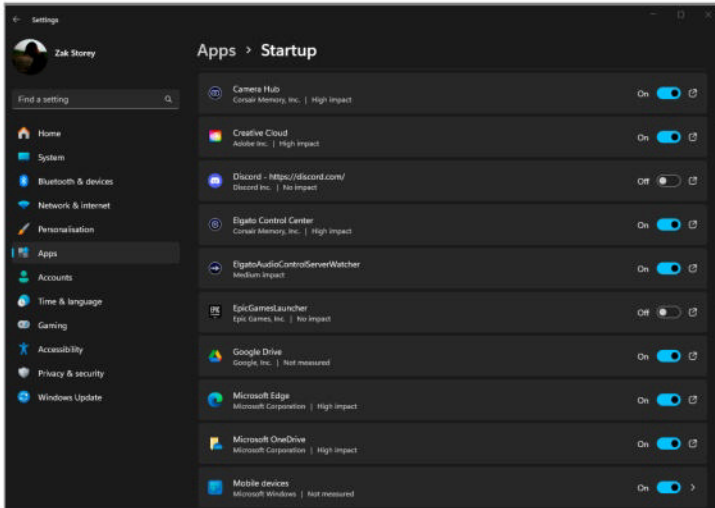 Settings
Zak Storey
Find a setting
Home
System
Bluetooth & devices
Network & internet
Personalisation
Apps
Accounts
Time & language
Gaming
Accessibility
Privacy & security
Windows Update
Apps > Startup
Camera Hub
Corsair Memory, Inc. | High impact
On
Creative Cloud
Adobe Inc. | High impact
On
Discord - https://discord.com/
Discord Inc. | No impact
Off
Elgato Control Center
Corsair Memory, Inc. | High impact
On
ElgatoAudioControlServerWatcher
Medium impact
On
EPIC
EpicGamesLauncher
Epic Games, Inc. | No impact
Off
Google Drive
Google, Inc. | Not measured
On
Microsoft Edge
Microsoft Corporation | High impact
On
Microsoft OneDrive
Microsoft Corporation | High impact
On
Mobile devices
Microsoft Windows | Not measured
On